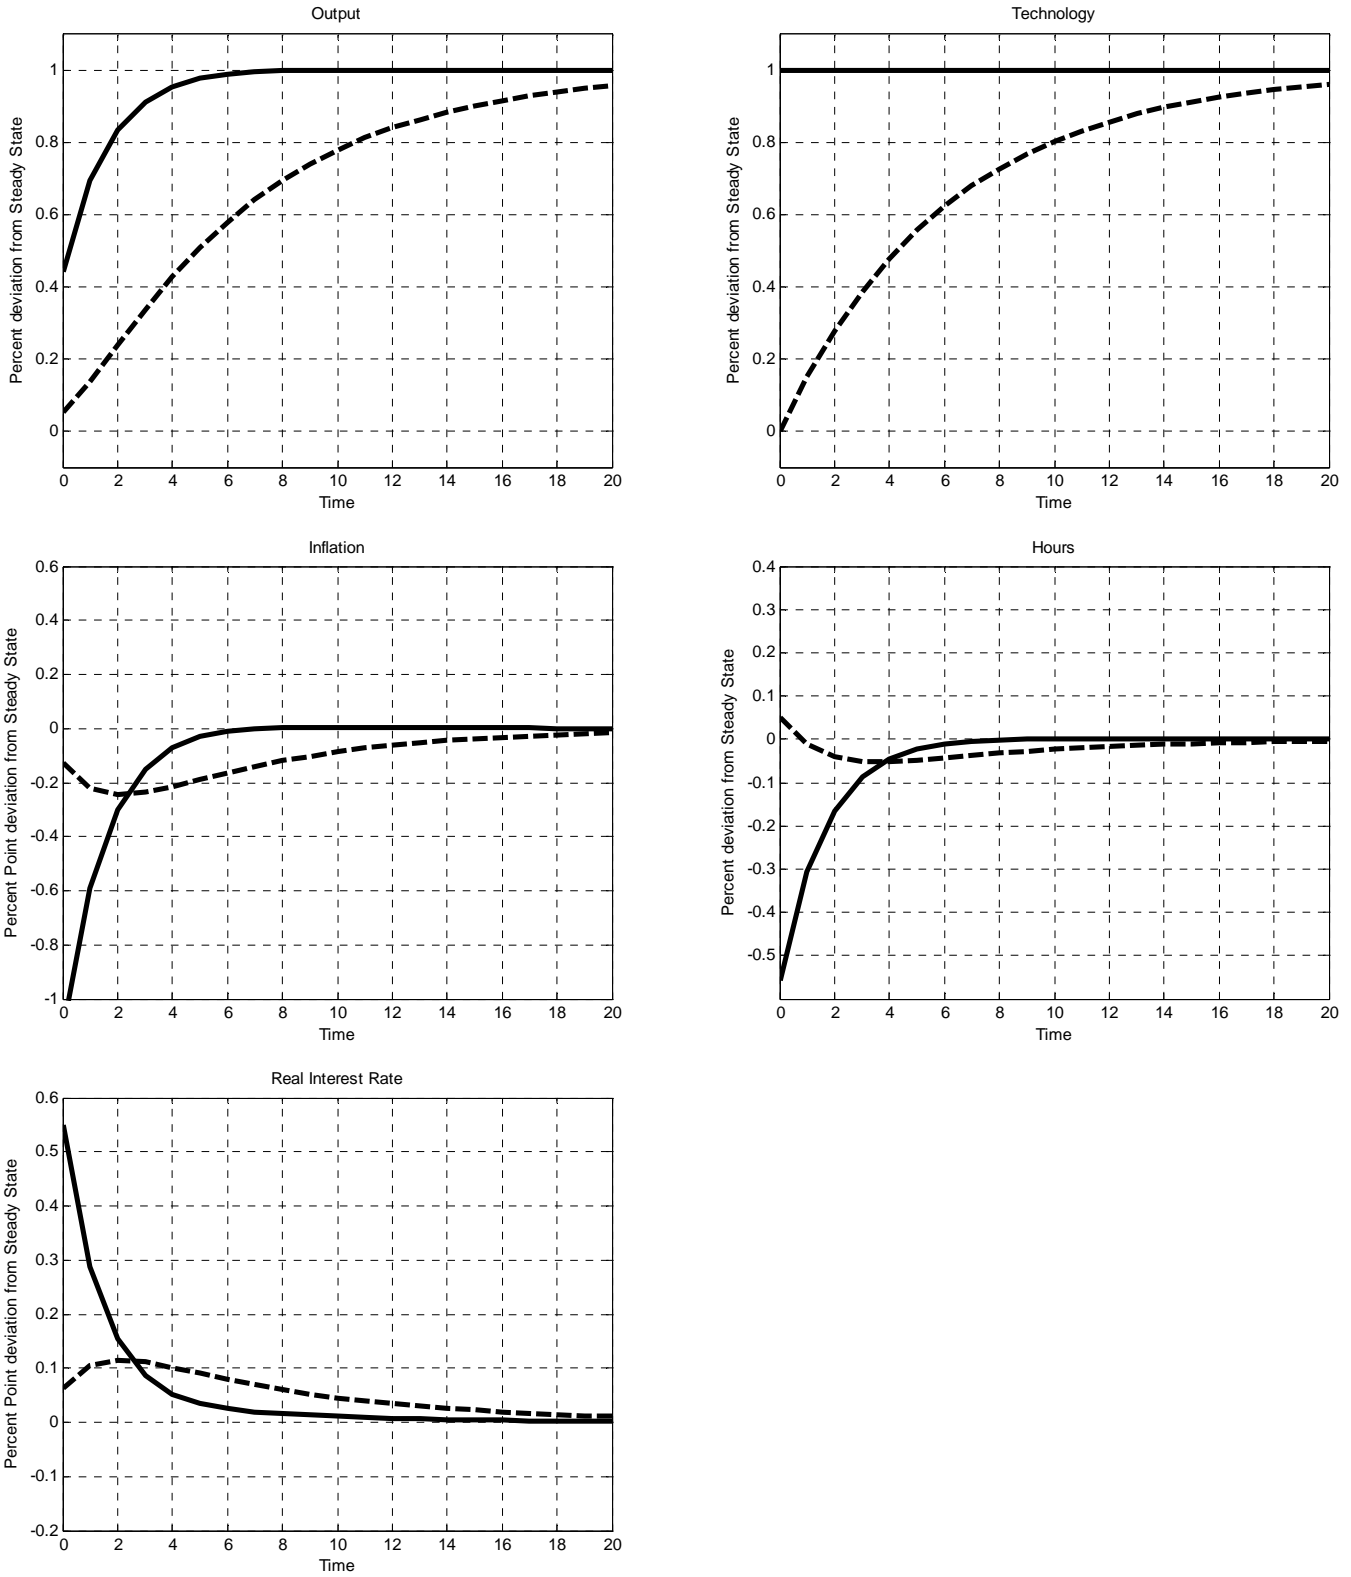 Output
Percent deviation from Steady State
1
0.8
0.6
0.4
0.2
0
0 2 4 6 8 10 12 14 16 18 20
Time
Technology
Percent deviation from Steady State
1
0.8
0.6
0.4
0.2
0
0 2 4 6 8 10 12 14 16 18 20
Time
Inflation
Percent Point deviation from Steady State
0.6
0.4
0.2
0
-0.2
-0.4
-0.6
-0.8
-1
0 2 4 6 8 10 12 14 16 18 20
Time
Hours
Percent deviation from Steady State
0.4
0.3
0.2
0.1
0
-0.1
-0.2
-0.3
-0.4
-0.5
0 2 4 6 8 10 12 14 16 18 20
Time
Real Interest Rate
Percent Point deviation from Steady State
0.6
0.5
0.4
0.3
0.2
0.1
0
-0.1
-0.2
0 2 4 6 8 10 12 14 16 18 20
Time